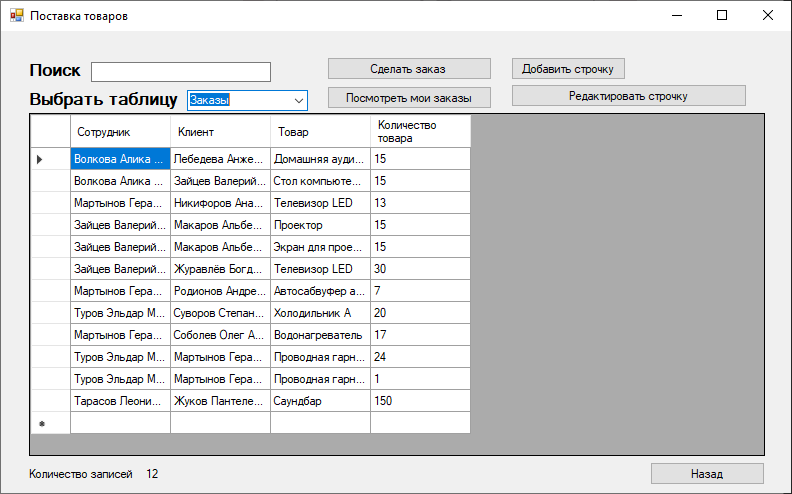 Поставка товаров
Поиск Сделать заказ Добавить строчку
Выбрать таблицу Заказы Посмотреть мои заказы Редактировать строчку
Сотрудник Клиент Товар Количество товара
Волкова Алика ... Лебедева Анже... Домашняя ауди... 15
Волкова Алика ... Зайцев Валерий... Стол компьюте... 15
Мартынов Гера... Никифоров Ана... Телевизор LED 13
Зайцев Валерий... Макаров Альбе... Проектор 15
Зайцев Валерий... Макаров Альбе... Экран для прое... 15
Зайцев Валерий... Журавлёв Богд... Телевизор LED 30
Мартынов Гера... Родионов Андре... Автосабвуфер а... 7
Туров Эльдар М... Суворов Степан... Холодильник А 20
Мартынов Гера... Соболев Олег А... Водонагреватель 17
Туров Эльдар М... Мартынов Гера... Проводная гарн... 24
Туров Эльдар М... Мартынов Гера... Проводная гарн... 1
Тарасов Леони... Жуков Пантеле... Саундбар 150
Количество записей 12 Назад